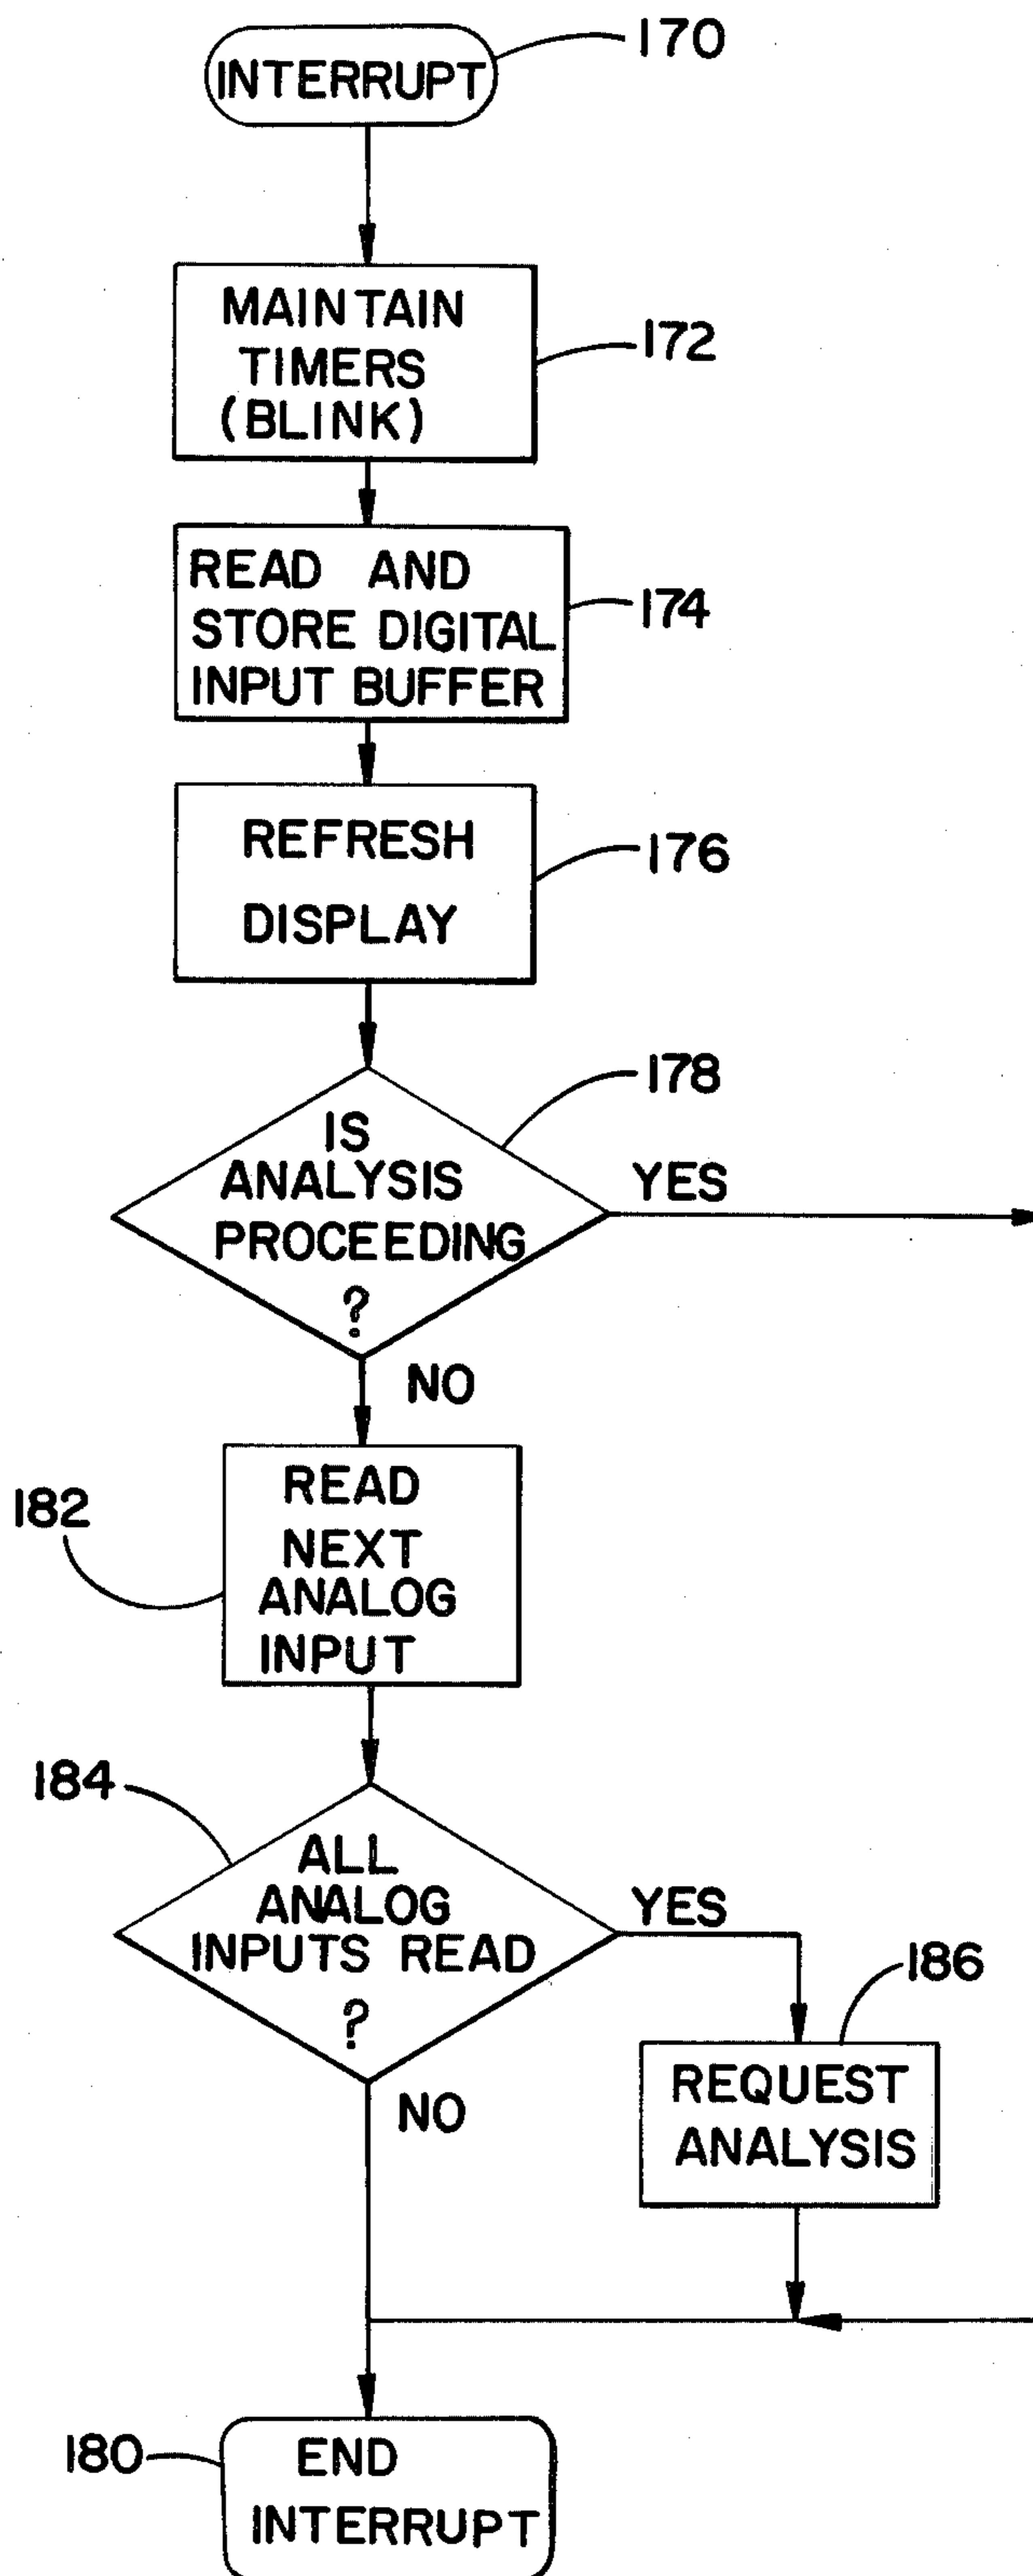 170
INTERRUPT
MAINTAIN
TIMERS
(BLINK)
172
READ AND
STORE DIGITAL
INPUT BUFFER
174
REFRESH
DISPLAY
176
178
IS
ANALYSIS
PROCEEDING
?
YES
NO
182
READ
NEXT
ANALOG
INPUT
184
ALL
ANALOG
INPUTS READ
?
YES
NO
186
REQUEST
ANALYSIS
180
END
INTERRUPT